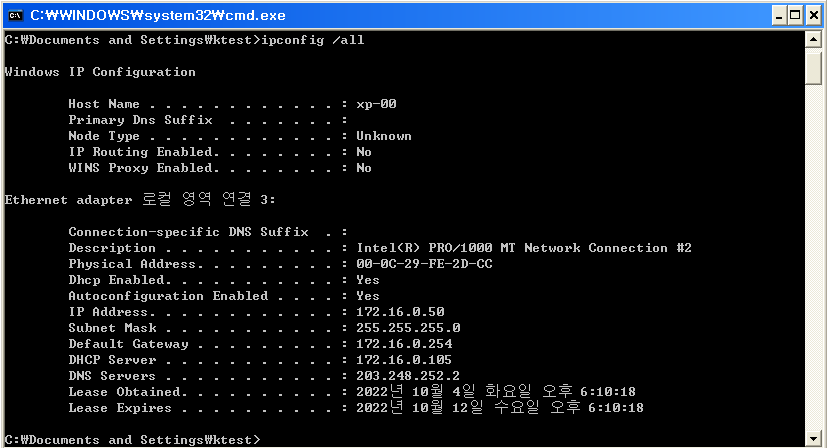 C:₩WINDOWS₩system32₩cmd.exe
C:₩Documents and Settings₩ktest>ipconfig /all
Windows IP Configuration
Host Name . . . . . . . . . . . . : xp-00
Primary Dns Suffix  . . . . . . . :
Node Type . . . . . . . . . . . . : Unknown
IP Routing Enabled. . . . . . . . : No
WINS Proxy Enabled. . . . . . . . : No
Ethernet adapter 로컬 영역 연결 3:
Connection-specific DNS Suffix  . :
Description . . . . . . . . . . . : Intel(R) PRO/1000 MT Network Connection #2
Physical Address. . . . . . . . . : 00-0C-29-FE-2D-CC
Dhcp Enabled. . . . . . . . . . . : Yes
Autoconfiguration Enabled . . . . : Yes
IP Address. . . . . . . . . . . . : 172.16.0.50
Subnet Mask . . . . . . . . . . . : 255.255.255.0
Default Gateway . . . . . . . . . : 172.16.0.254
DHCP Server . . . . . . . . . . . : 172.16.0.105
DNS Servers . . . . . . . . . . . : 203.248.252.2
Lease Obtained. . . . . . . . . . : 2022년 10월 4일 화요일 오후 6:10:18
Lease Expires . . . . . . . . . . : 2022년 10월 12일 수요일 오후 6:10:18
C:₩Documents and Settings₩ktest>